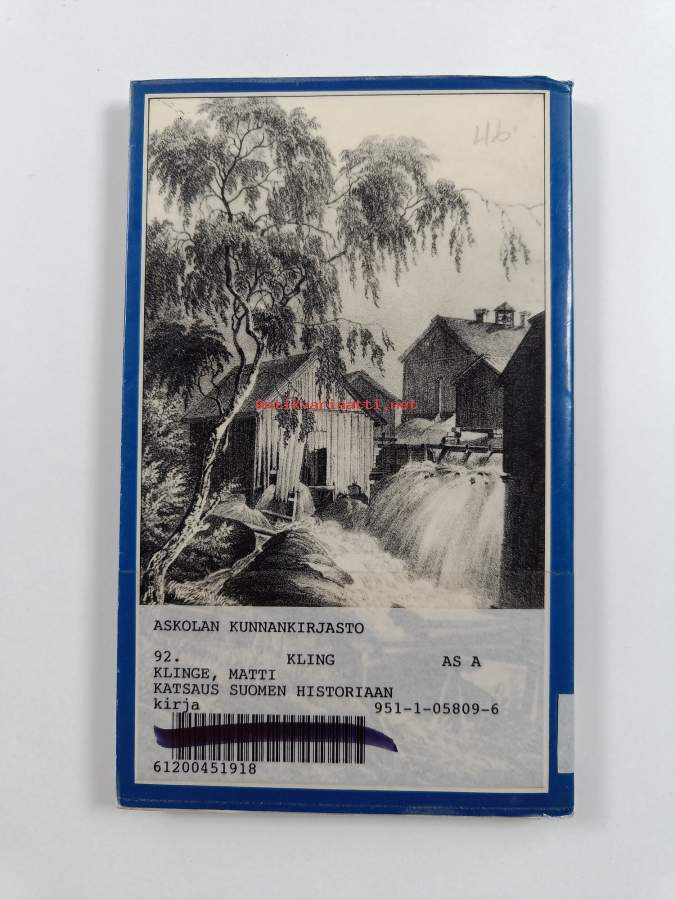 46
Antikvariaatti.net
ASKOLAN KUNNANKIRJASTO
92. KLING AS A
KLINGE, MATTI
KATSAUS SUOMEN HISTORIAAN
kirja 951-1-05809-6
61200451918